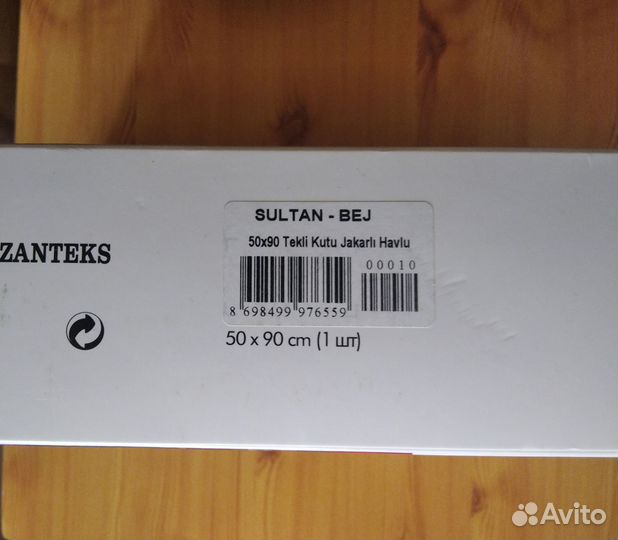 SULTAN - BEJ
50x90 Tekli Kutu Jakarlı Havlu
ZANTEKS
00010
8 698499 976559
50 x 90 cm (1 шт)
Avito